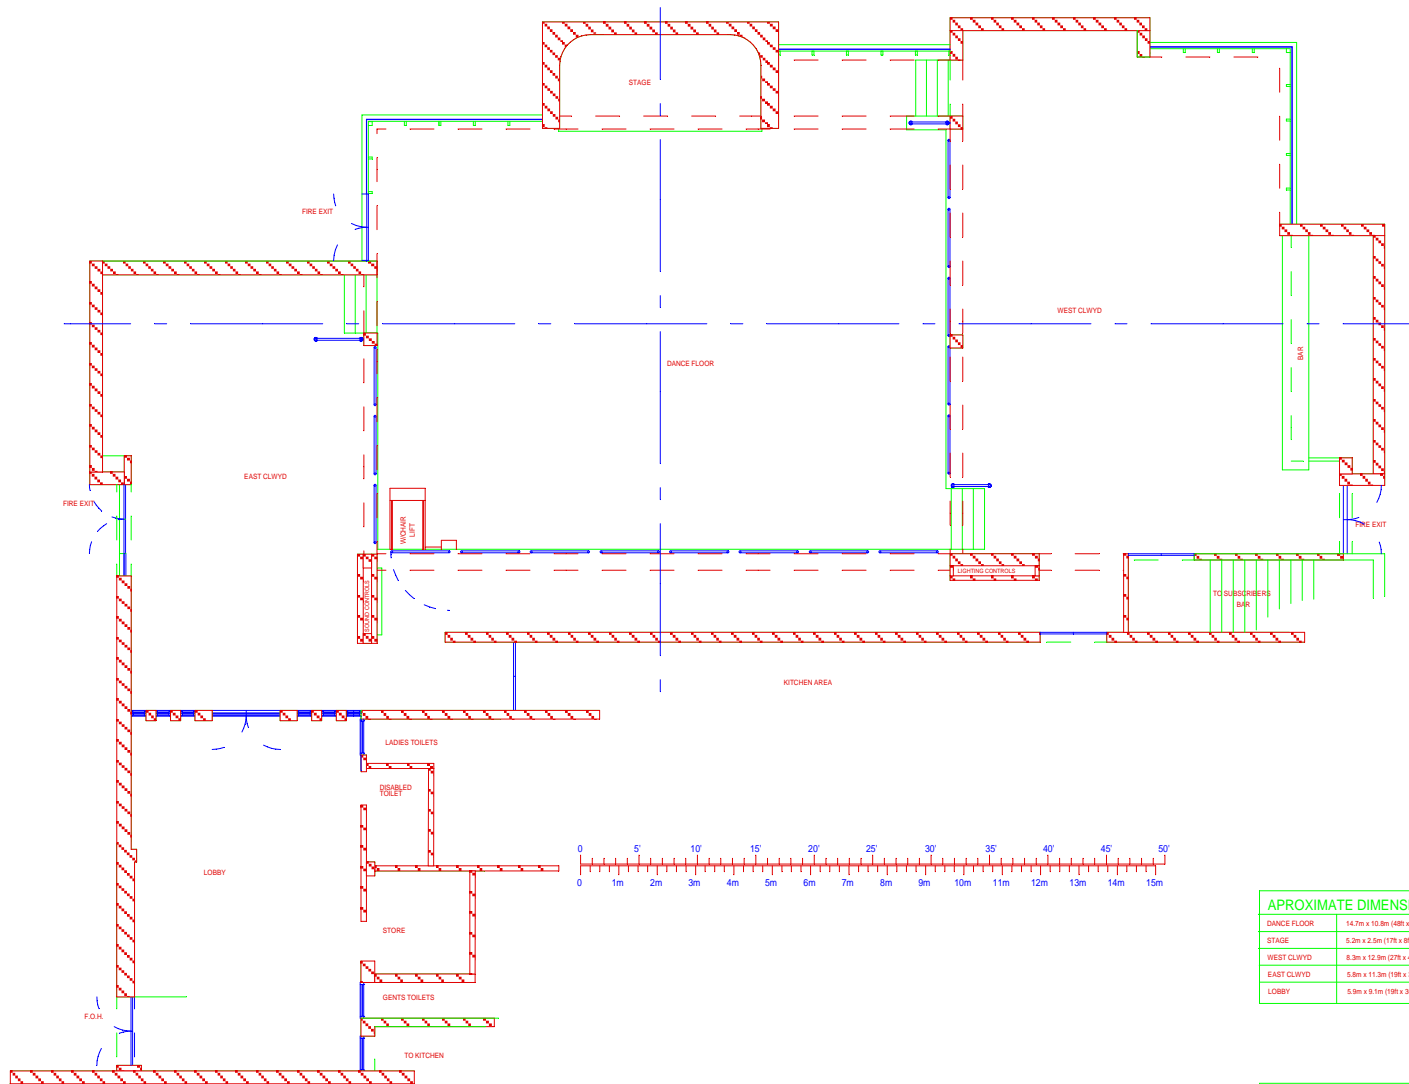 STAGE
FIRE EXIT
WEST CLWYD
BAR
DANCE FLOOR
EAST CLWYD
FIRE EXIT
W/CHAIR
LIFT
FIRE EXIT
LIGHTING CONTROLS
SOUND CONTROLS
TO SUBSCRIBERS
BAR
KITCHEN AREA
LADIES TOILETS
DISABLED
TOILET
LOBBY
0 5' 10' 15' 20' 25' 30' 35' 40' 45' 50'
0 1m 2m 3m 4m 5m 6m 7m 8m 9m 10m 11m 12m 13m 14m 15m
STORE
GENTS TOILETS
F.O.H.
TO KITCHEN
APROXIMATE DIMENS
DANCE FLOOR 14.7m x 10.8m (48ft x
STAGE 5.2m x 2.5m (17ft x 8f
WEST CLWYD 8.3m x 12.9m (27ft x
EAST CLWYD 5.8m x 11.3m (19ft x
LOBBY 5.9m x 9.1m (19ft x 3